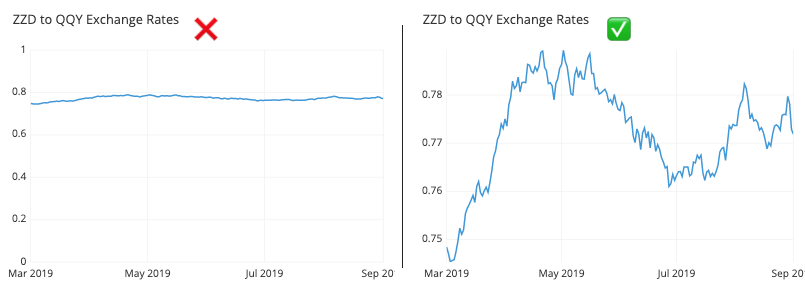 ZZD to QQY Exchange Rates
1
0.8
0.6
0.4
0.2
0
Mar 2019 May 2019 Jul 2019 Sep 20
ZZD to QQY Exchange Rates
0.78
0.77
0.76
0.75
Mar 2019 May 2019 Jul 2019 Sep 20